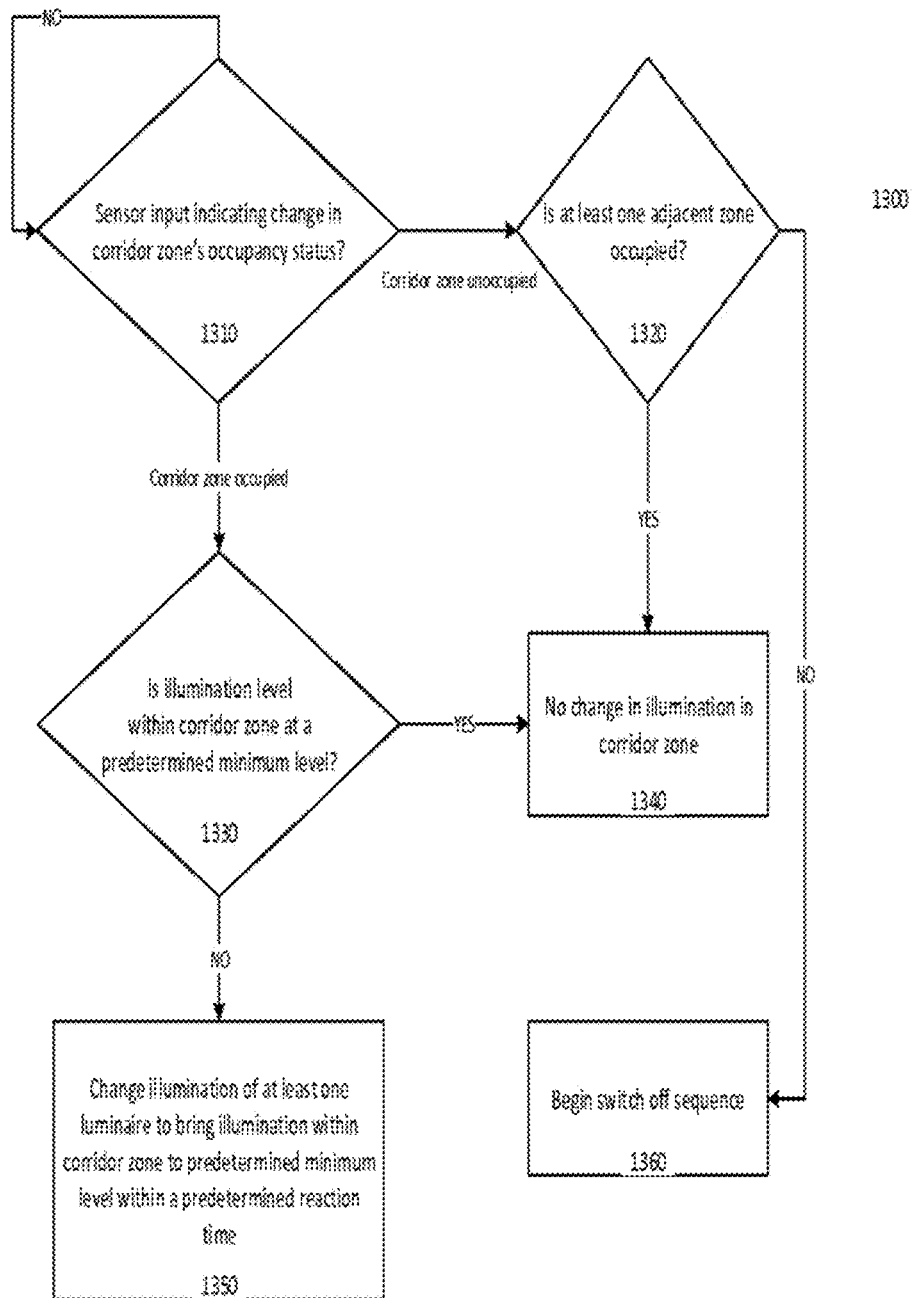 NO
Sensor input indicating change in
corridor zone's occupancy status?
1310
Corridor zone unoccupied
Is at least one adjacent zone
occupied?
1320
1300
Corridor zone occupied
YES
Is illumination level
within corridor zone at a
predetermined minimum level?
1330
YES
No change in illumination in
corridor zone
1340
NO
NO
Change illumination of at least one
luminaire to bring illumination within
corridor zone to predetermined minimum
level within a predetermined reaction
time
1350
Begin switch off sequence
1360